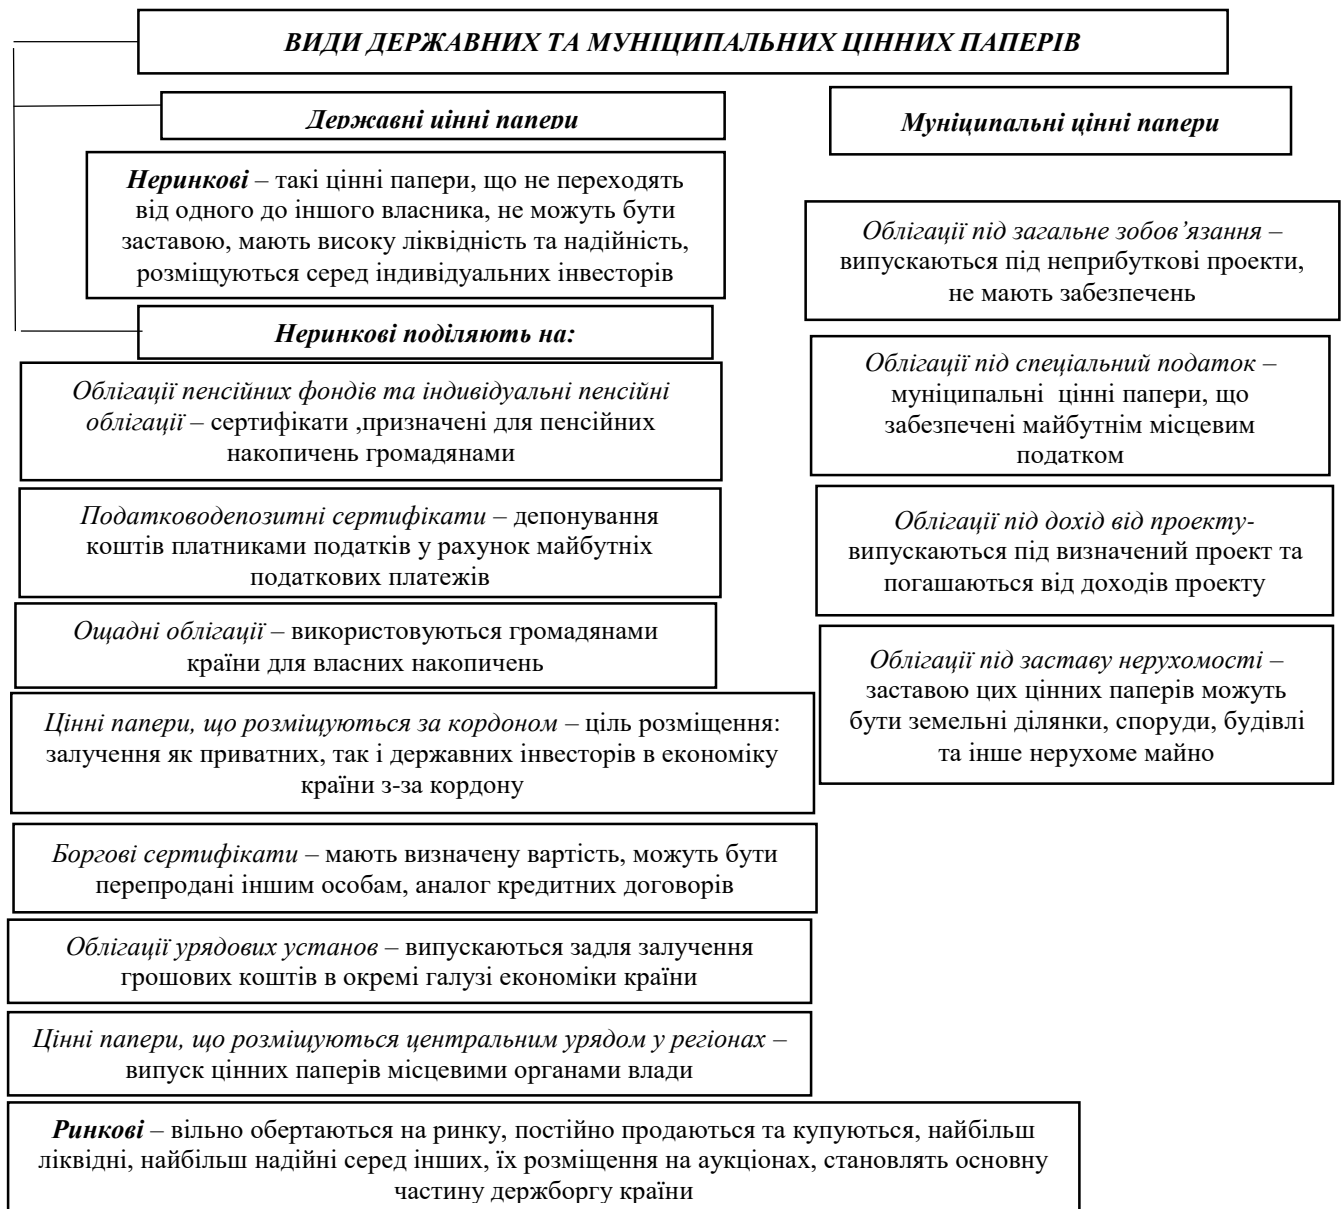 ВИДИ ДЕРЖАВНИХ ТА МУНІЦИПАЛЬНИХ ЦІННИХ ПАПЕРІВ
Державні цінні папери
Неринкові – такі цінні папери, що не переходять
від одного до іншого власника, не можуть бути
заставою, мають високу ліквідність та надійність,
розміщуються серед індивідуальних інвесторів
Неринкові поділяють на:
Облігації пенсійних фондів та індивідуальні пенсійні
облігації – сертифікати ,призначені для пенсійних
накопичень громадянами
Податководепозитні сертифікати – депонування
коштів платниками податків у рахунок майбутніх
податкових платежів
Ощадні облігації – використовуються громадянами
країни для власних накопичень
Цінні папери, що розміщуються за кордоном – ціль розміщення:
залучення як приватних, так і державних інвесторів в економіку
країни з-за кордону
Боргові сертифікати – мають визначену вартість, можуть бути
перепродані іншим особам, аналог кредитних договорів
Облігації урядових установ – випускаються задля залучення
грошових коштів в окремі галузі економіки країни
Цінні папери, що розміщуються центральним урядом у регіонах –
випуск цінних паперів місцевими органами влади
Ринкові – вільно обертаються на ринку, постійно продаються та купуються, найбільш
ліквідні, найбільш надійні серед інших, їх розміщення на аукціонах, становлять основну
частину держборгу країни
Муніципальні цінні папери
Облігації під загальне зобов’язання –
випускаються під неприбуткові проекти,
не мають забезпечень
Облігації під спеціальний податок –
муніципальні цінні папери, що
забезпечені майбутнім місцевим
податком
Облігації під дохід від проекту-
випускаються під визначений проект та
погашаються від доходів проекту
Облігації під заставу нерухомості –
заставою цих цінних паперів можуть
бути земельні ділянки, споруди, будівлі
та інше нерухоме майно